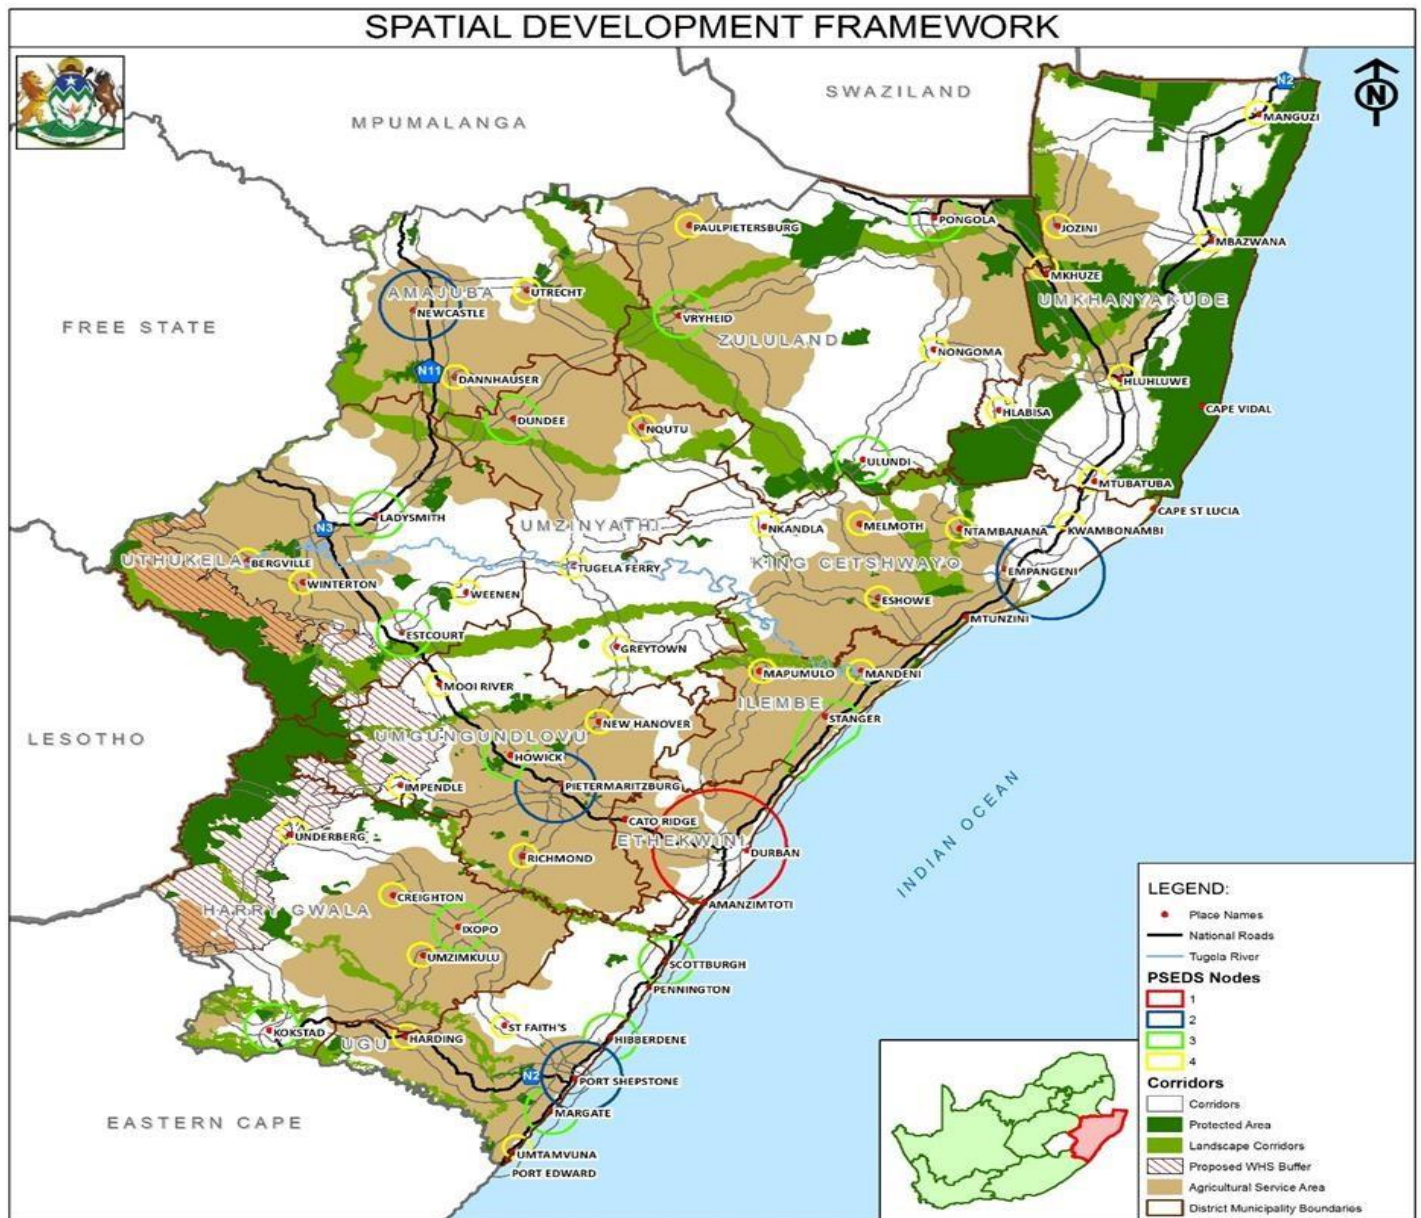 SPATIAL DEVELOPMENT FRAMEWORK
SWAZILAND
MPUMALANGA
N2
N
MANGUZI
PONGOLA
PAULPIETERSBURG
JOZINI
MBAZWANA
MKHUZE
UTRECHT
AMAJUBA
UMKHANYAKUDE
NEWCASTLE
VRYHEID
FREE STATE
ZULULAND
NONGOMA
N11
DANNHAUSER
HLUHLUWE
HLABISA
CAPE VIDAL
DUNDEE
NQUTU
ULUNDI
MTUBATUBA
CAPE ST LUCIA
LADYSMITH
N3
UMZINYATHI
NKANDLA
MELMOTH
NTAMBANANA
KWAMBONAMBI
UTHUKELA
BERGVILLE
TUGELA FERRY
KING CETSHWAYO
EMPANGENI
WINTERTON
WEENEN
ESHOWE
MTUNZINI
ESTCOURT
GREYTOWN
MAPUMULO
MANDENI
MOOI RIVER
ILEMBE
STANGER
NEW HANOVER
LESOTHO
UMGUNGUNDLOVU
HOWICK
IMPENDLE
PIETERMARITZBURG
CATO RIDGE
UNDERBERG
ETHEKWINI
DURBAN
INDIAN OCEAN
RICHMOND
CREIGHTON
AMANZIMTOTI
HARRY GWALA
IXOPO
UMZIMKULU
SCOTTBURGH
PENNINGTON
KOKSTAD
ST FAITH'S
HARDING
HIBBERDENE
UGU
N2
PORT SHEPSTONE
MARGATE
EASTERN CAPE
UMTAMVUNA
PORT EDWARD
LEGEND:
Place Names
National Roads
Tugela River
PSEDS Nodes
1
2
3
4
Corridors
Corridors
Protected Area
Landscape Corridors
Proposed WHS Buffer
Agricultural Service Area
District Municipality Boundaries